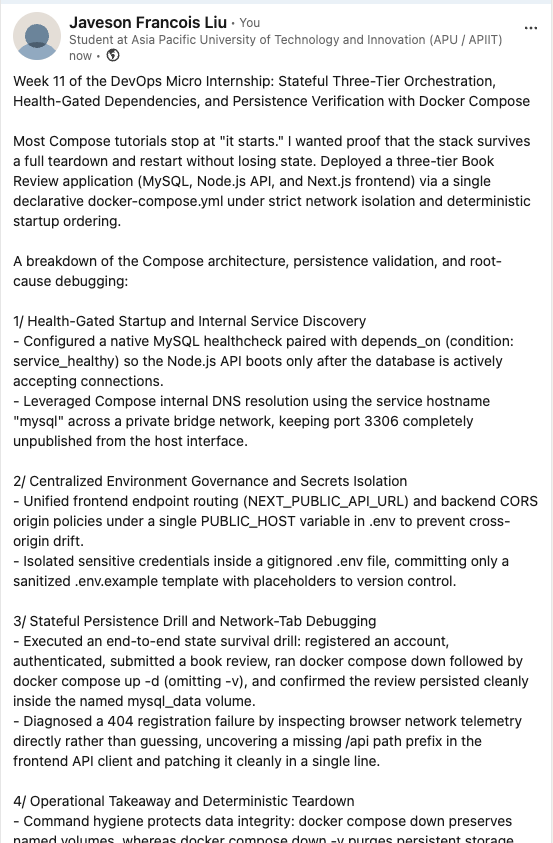 Javeson Francois Liu • You
Student at Asia Pacific University of Technology and Innovation (APU / APIIT)
now •
Week 11 of the DevOps Micro Internship: Stateful Three-Tier Orchestration,
Health-Gated Dependencies, and Persistence Verification with Docker Compose
Most Compose tutorials stop at "it starts." I wanted proof that the stack survives
a full teardown and restart without losing state. Deployed a three-tier Book
Review application (MySQL, Node.js API, and Next.js frontend) via a single
declarative docker-compose.yml under strict network isolation and deterministic
startup ordering.
A breakdown of the Compose architecture, persistence validation, and root-
cause debugging:
1/ Health-Gated Startup and Internal Service Discovery
- Configured a native MySQL healthcheck paired with depends_on (condition:
service_healthy) so the Node.js API boots only after the database is actively
accepting connections.
- Leveraged Compose internal DNS resolution using the service hostname
"mysql" across a private bridge network, keeping port 3306 completely
unpublished from the host interface.
2/ Centralized Environment Governance and Secrets Isolation
- Unified frontend endpoint routing (NEXT_PUBLIC_API_URL) and backend CORS
origin policies under a single PUBLIC_HOST variable in .env to prevent cross-
origin drift.
- Isolated sensitive credentials inside a gitignored .env file, committing only a
sanitized .env.example template with placeholders to version control.
3/ Stateful Persistence Drill and Network-Tab Debugging
- Executed an end-to-end state survival drill: registered an account,
authenticated, submitted a book review, ran docker compose down followed by
docker compose up -d (omitting -v), and confirmed the review persisted cleanly
inside the named mysql_data volume.
- Diagnosed a 404 registration failure by inspecting browser network telemetry
directly rather than guessing, uncovering a missing /api path prefix in the
frontend API client and patching it cleanly in a single line.
4/ Operational Takeaway and Deterministic Teardown
- Command hygiene protects data integrity: docker compose down preserves
named volumes, whereas docker compose down -v purges persistent storage